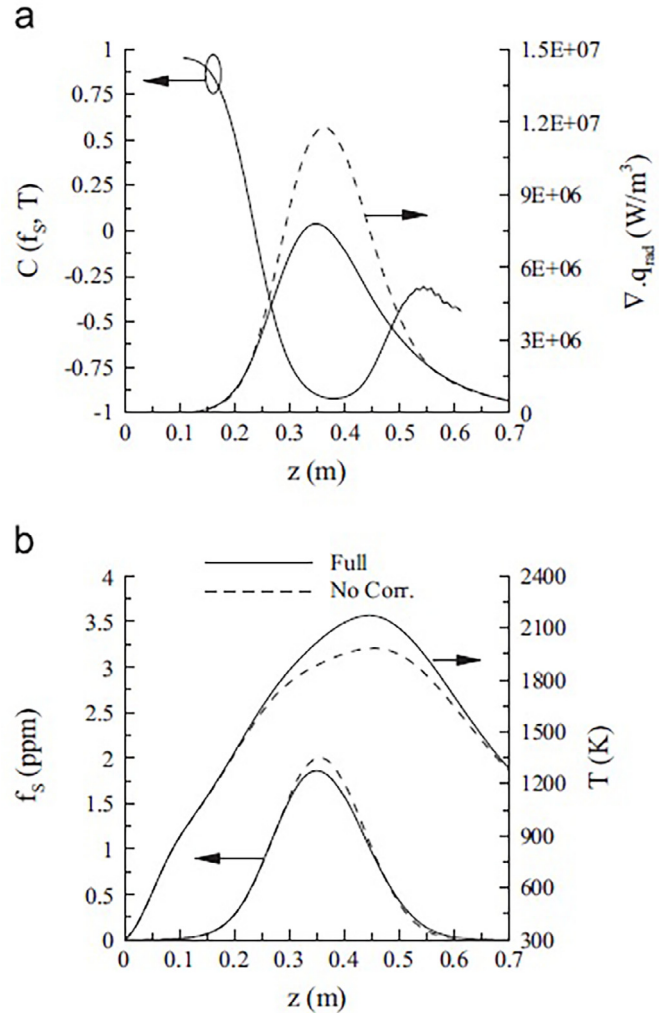 a
1
0.75
0.5
0.25
0
-0.25
-0.5
-0.75
-1
C (fS, T)
1.5E+07
1.2E+07
9E+06
6E+06
3E+06
0
∇.qrad (W/m³)
0 0.1 0.2 0.3 0.4 0.5 0.6 0.7
z (m)
b
Full
No Corr.
4
3.5
3
2.5
2
1.5
1
0.5
0
fS (ppm)
2400
2100
1800
1500
1200
900
600
300
T (K)
0 0.1 0.2 0.3 0.4 0.5 0.6 0.7
z (m)